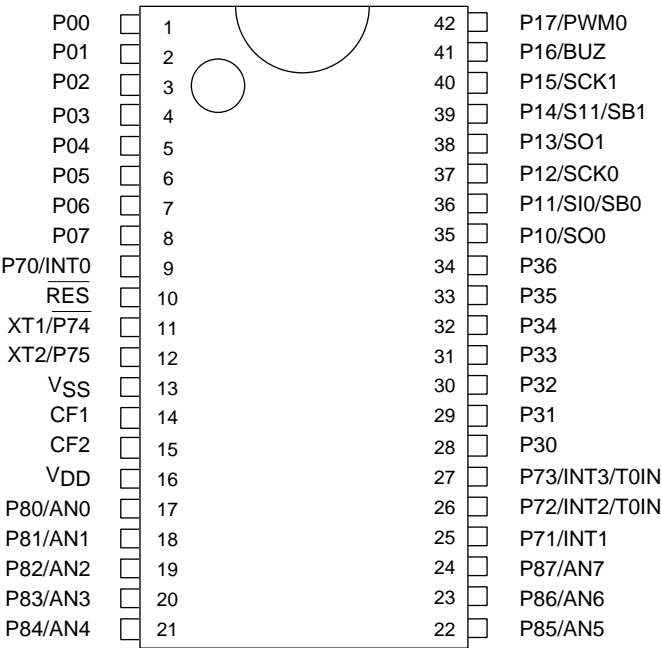 P00 1 42 P17/PWM0
P01 2 41 P16/BUZ
P02 3 40 P15/SCK1
P03 4 39 P14/S11/SB1
P04 5 38 P13/SO1
P05 6 37 P12/SCK0
P06 7 36 P11/SI0/SB0
P07 8 35 P10/SO0
P70/INT0 9 34 P36
RES 10 33 P35
XT1/P74 11 32 P34
XT2/P75 12 31 P33
VSS 13 30 P32
CF1 14 29 P31
CF2 15 28 P30
VDD 16 27 P73/INT3/T0IN
P80/AN0 17 26 P72/INT2/T0IN
P81/AN1 18 25 P71/INT1
P82/AN2 19 24 P87/AN7
P83/AN3 20 23 P86/AN6
P84/AN4 21 22 P85/AN5